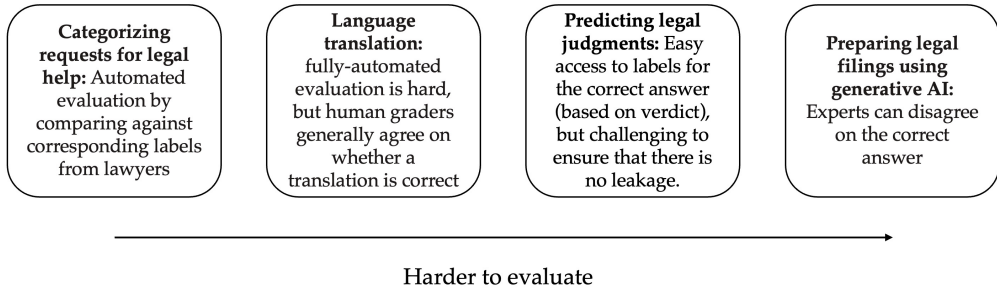 Categorizing
requests for legal
help: Automated
evaluation by
comparing against
corresponding labels
from lawyers
Language
translation:
fully-automated
evaluation is hard,
but human graders
generally agree on
whether a
translation is correct
Predicting legal
judgments: Easy
access to labels for
the correct answer
(based on verdict),
but challenging to
ensure that there is
no leakage.
Preparing legal
filings using
generative AI:
Experts can disagree
on the correct
answer
Harder to evaluate